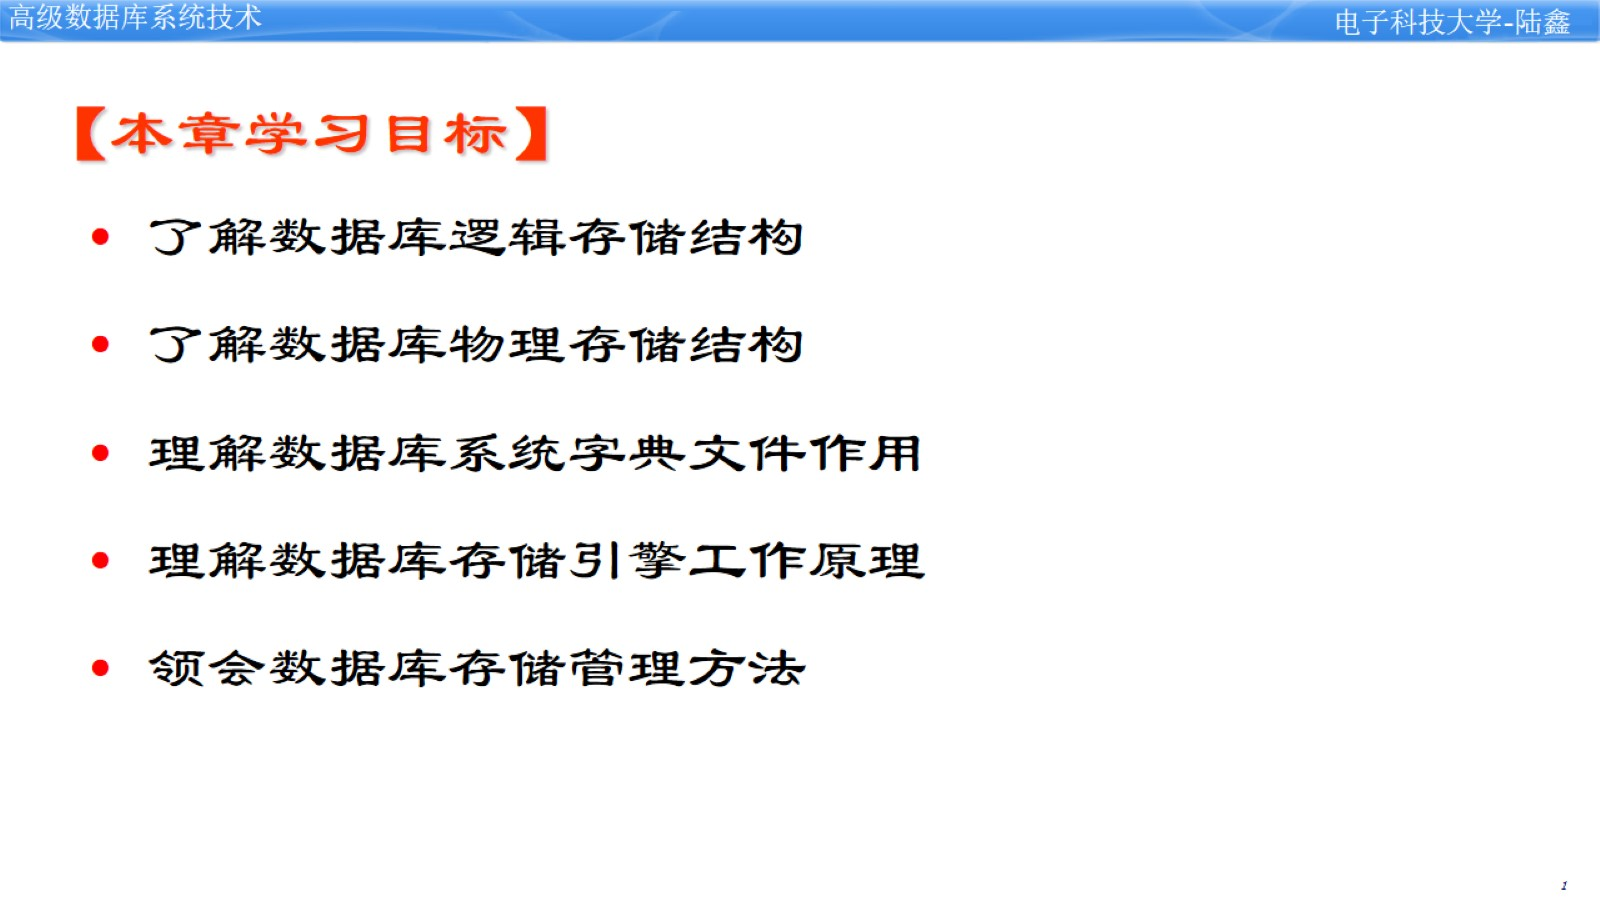 高级数据库系统技术
电子科技大学-陆鑫
【本章学习目标】
• 了解数据库逻辑存储结构
• 了解数据库物理存储结构
• 理解数据库系统字典文件作用
• 理解数据库存储引擎工作原理
• 领会数据库存储管理方法
1